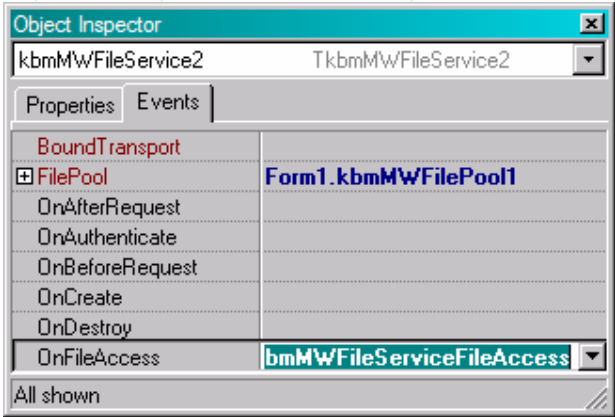 Object Inspector
kbmMWFileService2 TkbmMWFileService2
Properties Events
BoundTransport
FilePool Form1.kbmMWFilePool1
OnAfterRequest
OnAuthenticate
OnBeforeRequest
OnCreate
OnDestroy
OnFileAccess bmMWFileServiceFileAccess
All shown